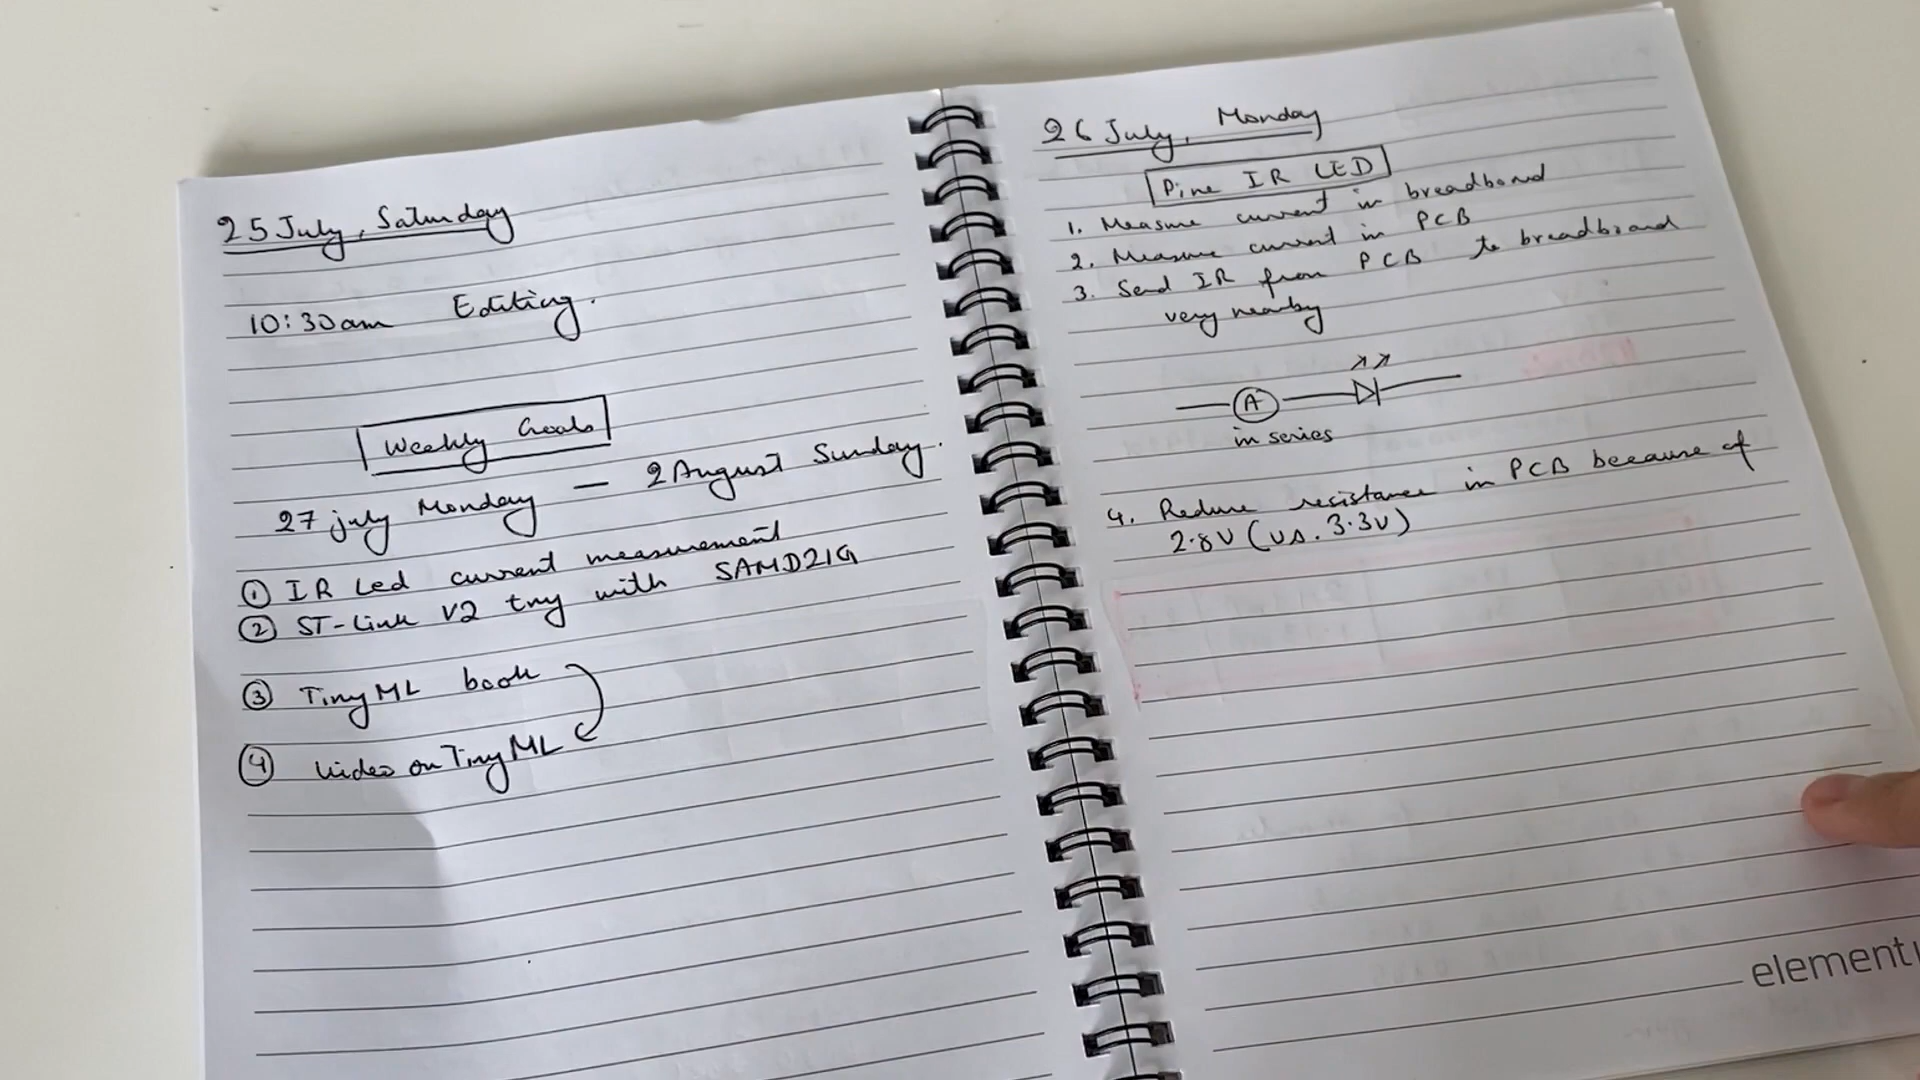 25 July, Saturday
10:30am Editing.
Weekly Goals
27 july Monday — 2 August Sunday.
① IR Led current measurement
② ST-Link V2 try with SAMD21G
③ TinyML book
④ Video on TinyML
26 July, Monday
Pine IR LED
1. Measure current in breadboard
2. Measure current in PCB
3. Send IR from PCB to breadboard
very nearby
A
in series
4. Reduce resistance in PCB because of
2.8V (vs. 3.3V)